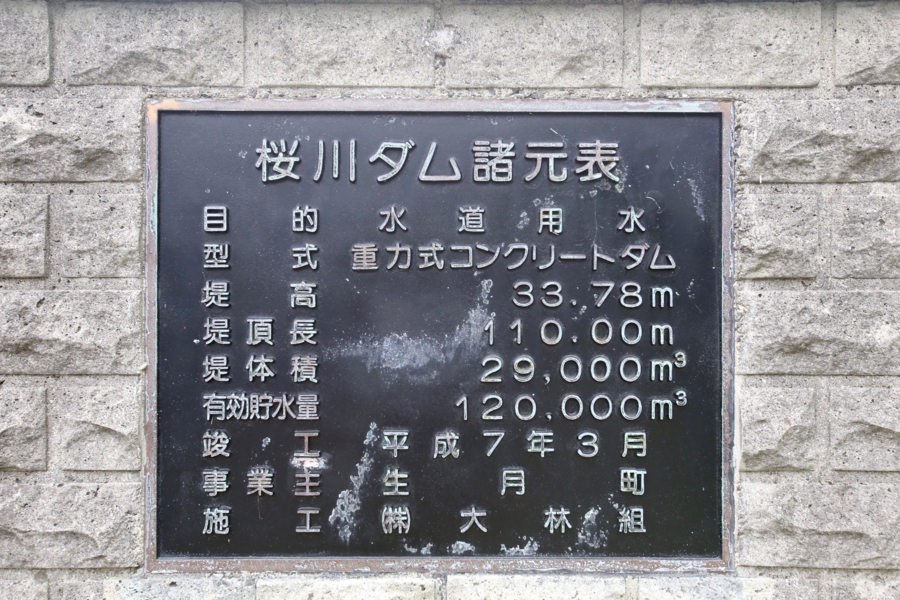 桜川ダム諸元表
目的 水道用水
型式 重力式コンクリートダム
堤高 33.78m
堤頂長 110.00m
堤体積 29,000m³
有効貯水量 120.000m³
竣工 平成7年3月
事業主 生月町
施工 ㈱大林組